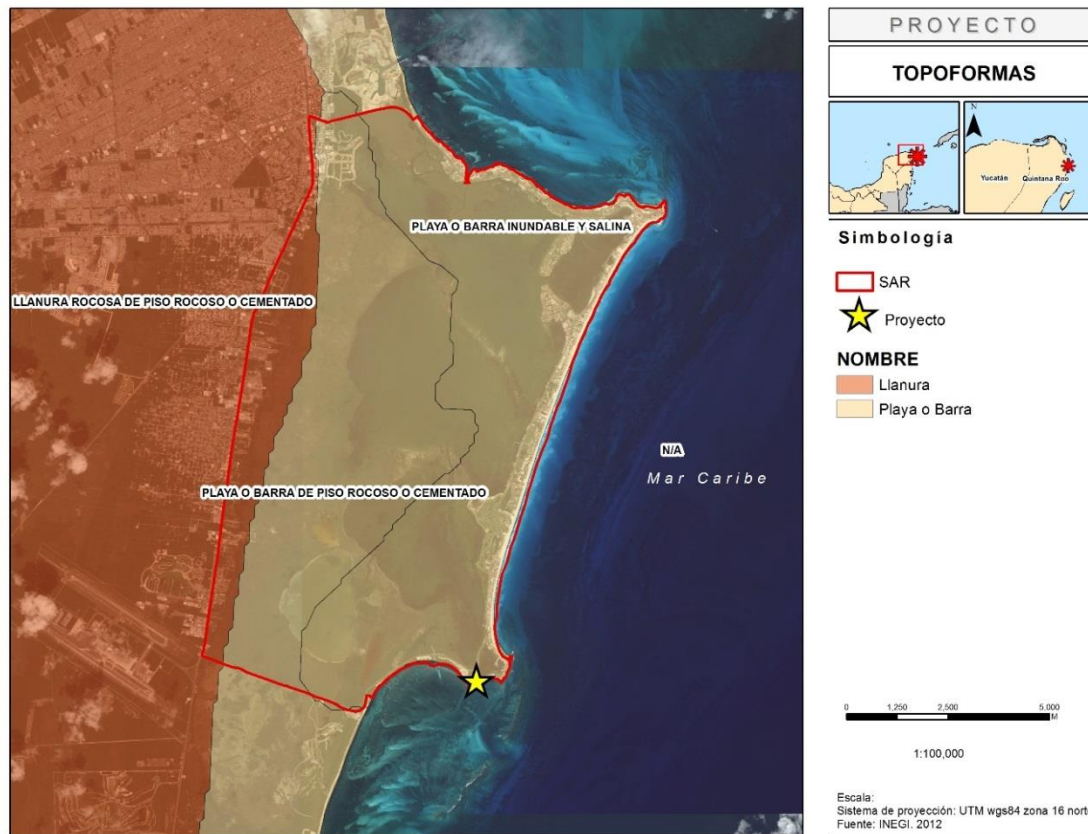 PLAYA O BARRA INUNDABLE Y SALINA
LLANURA ROCOSA DE PISO ROCOSO O CEMENTADO
N/A
Mar Caribe
PLAYA O BARRA DE PISO ROCOSO O CEMENTADO
PROYECTO
TOPOFORMAS
N
Yucatán
Quintana Roo
Simbología
SAR
Proyecto
NOMBRE
Llanura
Playa o Barra
0 1,250 2,500 5,000
M
1:100,000
Escala:
Sistema de proyección: UTM wgs84 zona 16 norte
Fuente: INEGI. 2012